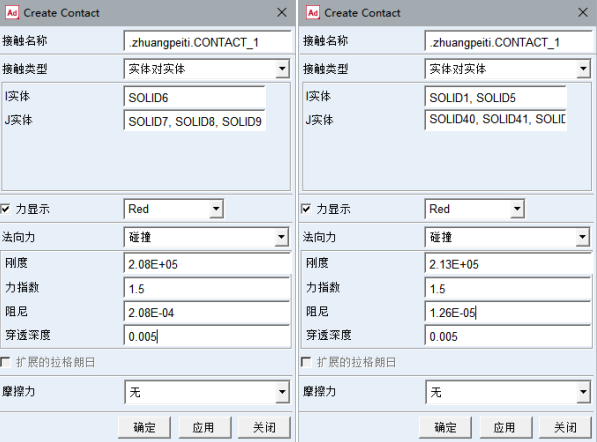 Ad Create Contact
接触名称 .zhuangpeiti.CONTACT_1
接触类型 实体对实体
I实体 SOLID6
J实体 SOLID7, SOLID8, SOLID9
力显示 Red
法向力 碰撞
刚度 2.08E+05
力指数 1.5
阻尼 2.08E-04
穿透深度 0.005
扩展的拉格朗日
摩擦力 无
确定 应用 关闭
Ad Create Contact
接触名称 .zhuangpeiti.CONTACT_1
接触类型 实体对实体
I实体 SOLID1, SOLID5
J实体 SOLID40, SOLID41, SOLID
力显示 Red
法向力 碰撞
刚度 2.13E+05
力指数 1.5
阻尼 1.26E-05
穿透深度 0.005
扩展的拉格朗日
摩擦力 无
确定 应用 关闭